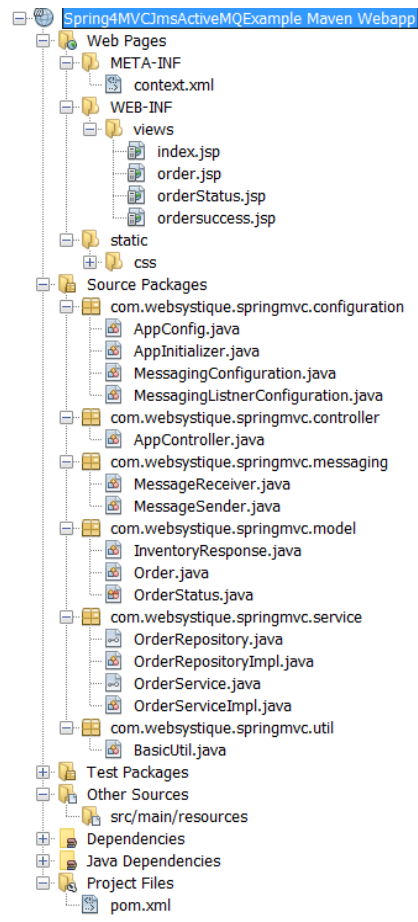 Spring4MVCJmsActiveMQExample Maven Webapp
Web Pages
META-INF
context.xml
WEB-INF
views
index.jsp
order.jsp
orderStatus.jsp
ordersuccess.jsp
static
css
Source Packages
com.websystique.springmvc.configuration
AppConfig.java
AppInitializer.java
MessagingConfiguration.java
MessagingListnerConfiguration.java
com.websystique.springmvc.controller
AppController.java
com.websystique.springmvc.messaging
MessageReceiver.java
MessageSender.java
com.websystique.springmvc.model
InventoryResponse.java
Order.java
OrderStatus.java
com.websystique.springmvc.service
OrderRepository.java
OrderRepositoryImpl.java
OrderService.java
OrderServiceImpl.java
com.websystique.springmvc.util
BasicUtil.java
Test Packages
Other Sources
src/main/resources
Dependencies
Java Dependencies
Project Files
pom.xml